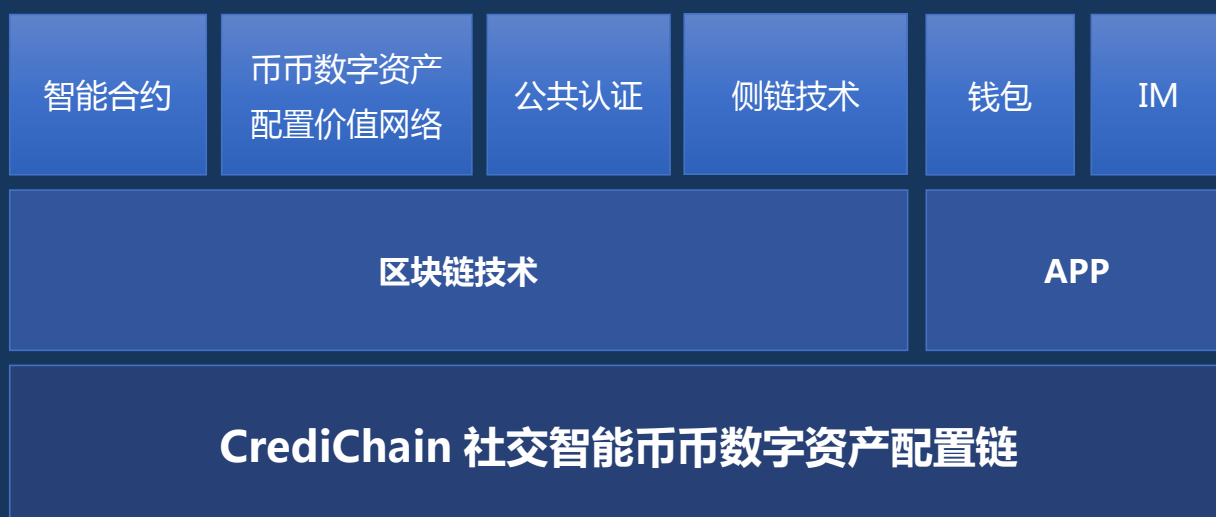 智能合约
币币数字资产
配置价值网络
公共认证
侧链技术
钱包
IM
区块链技术
APP
CrediChain 社交智能币币数字资产配置链